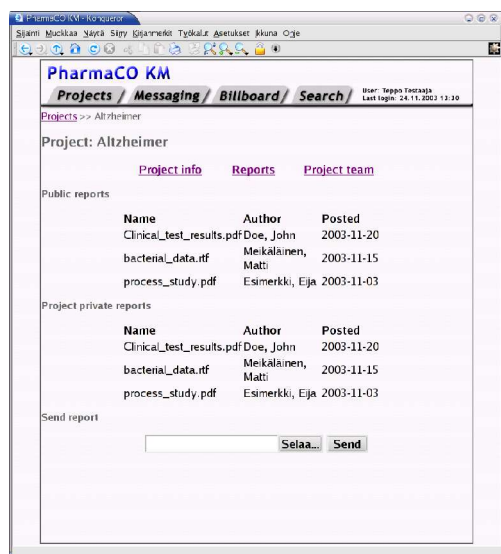 PharmaCO KM - Konqueror
Sijainti Muokkaa Näytä Siirry Kirjanmerkit Työkalut Asetukset Ikkuna Ohje
PharmaCO KM
Projects / Messaging / Billboard / Search /
User: Teppo Testaaja
Last login: 24.11.2003 13:30
Projects >> Altzheimer
Project: Altzheimer
Project info Reports Project team
Public reports
Name Author Posted
Clinical_test_results.pdf Doe, John 2003-11-20
bacterial_data.rtf Meikäläinen, Matti 2003-11-15
process_study.pdf Esimerkki, Eija 2003-11-03
Project private reports
Name Author Posted
Clinical_test_results.pdf Doe, John 2003-11-20
bacterial_data.rtf Meikäläinen, Matti 2003-11-15
process_study.pdf Esimerkki, Eija 2003-11-03
Send report
Selaa... Send